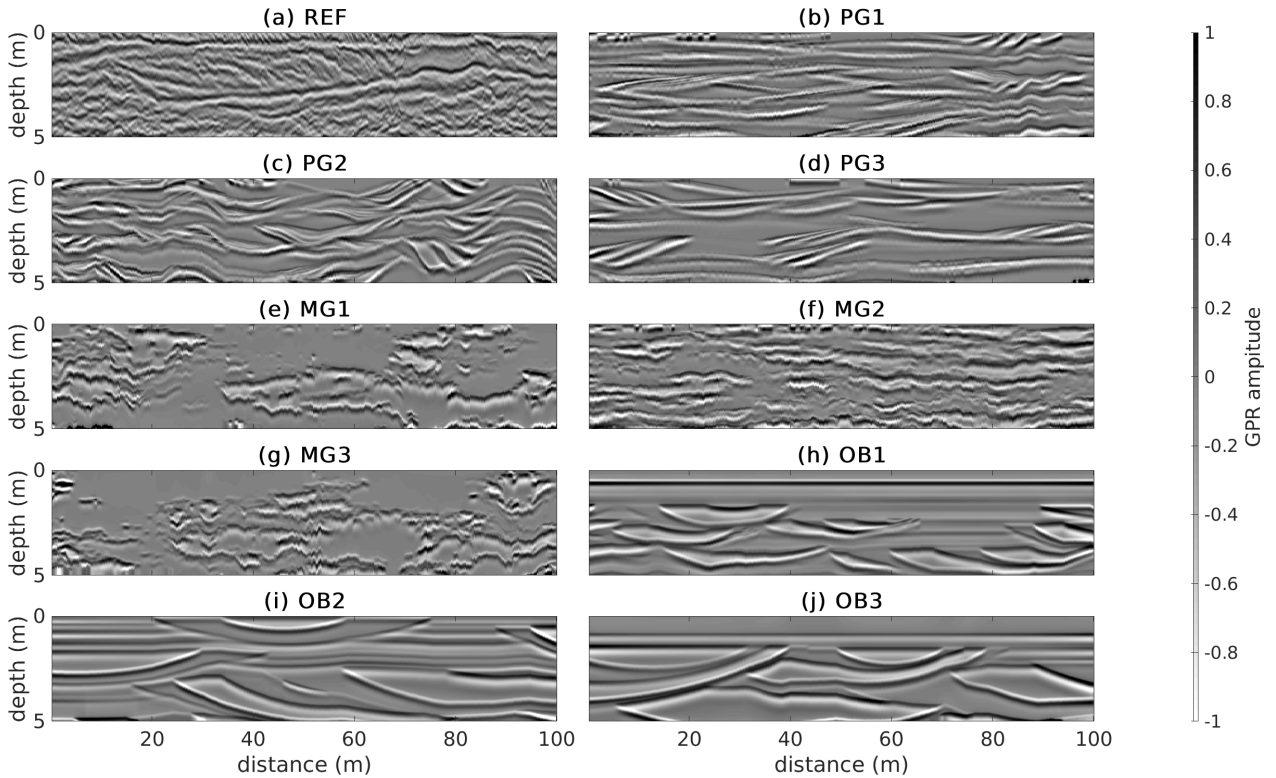 (a) REF
(b) PG1
0
depth (m)
5
(c) PG2
(d) PG3
0
depth (m)
5
(e) MG1
(f) MG2
0
depth (m)
5
(g) MG3
(h) OB1
0
depth (m)
5
(i) OB2
(j) OB3
0
depth (m)
5
20 40 60 80 100
20 40 60 80 100
distance (m)
distance (m)
1
0.8
0.6
0.4
0.2
0
-0.2
-0.4
-0.6
-0.8
-1
GPR ampitude